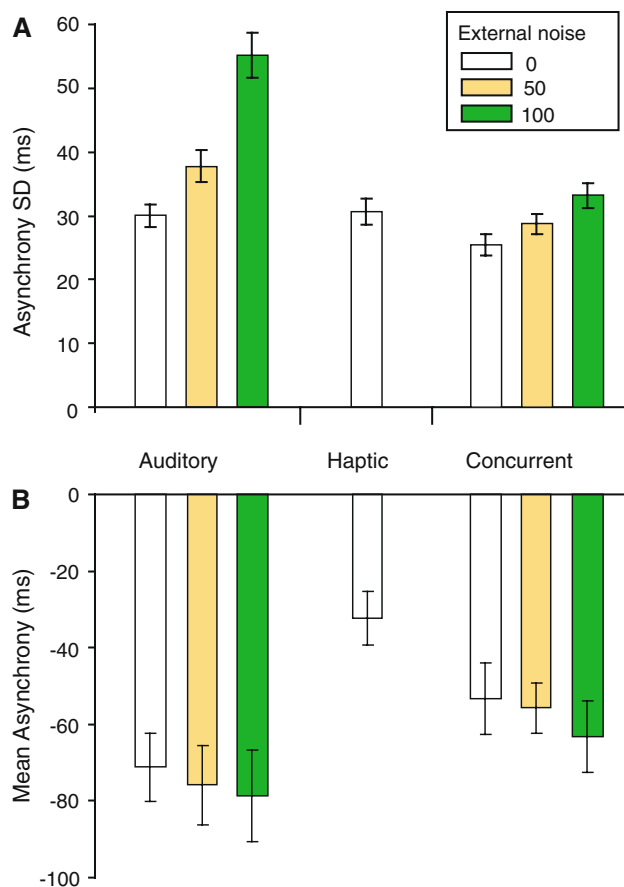 A
Asynchrony SD (ms)
60
50
40
30
20
10
0
External noise
0
50
100
Auditory Haptic Concurrent
B
Mean Asynchrony (ms)
0
-20
-40
-60
-80
-100